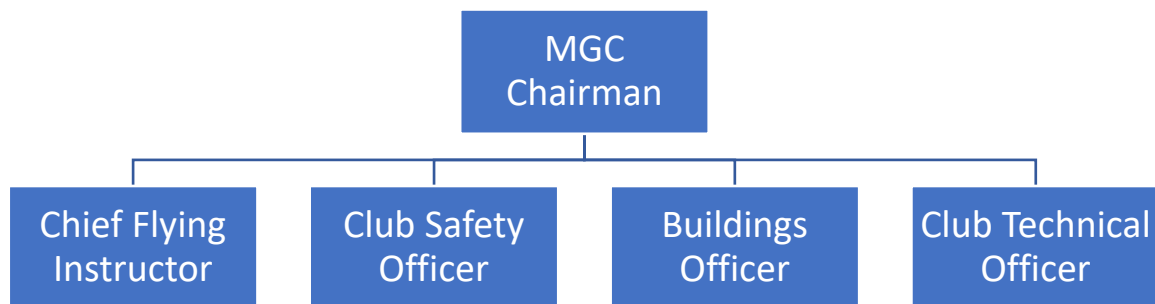 MGC
Chairman
Chief Flying
Instructor
Club Safety
Officer
Buildings
Officer
Club Technical
Officer